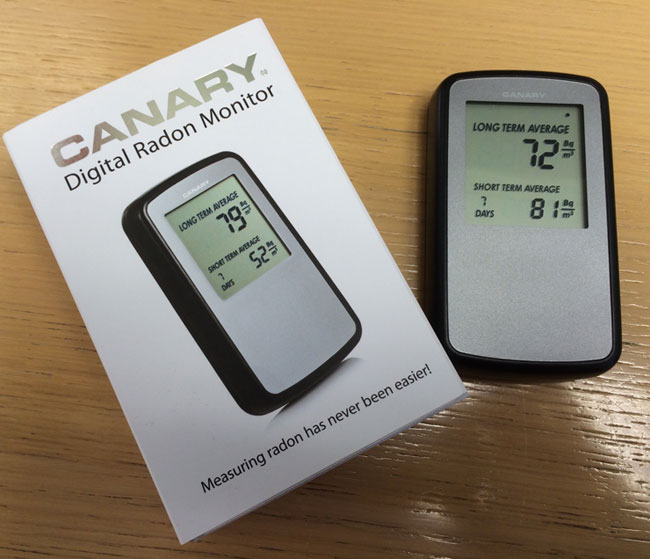 CANARY
Digital Radon Monitor
CANARY
LONG TERM AVERAGE
79 Bq/m³
SHORT TERM AVERAGE
7
DAYS 52 Bq/m³
Measuring radon has never been easier!
CANARY
LONG TERM AVERAGE
72 Bq/m³
SHORT TERM AVERAGE
7
DAYS 81 Bq/m³